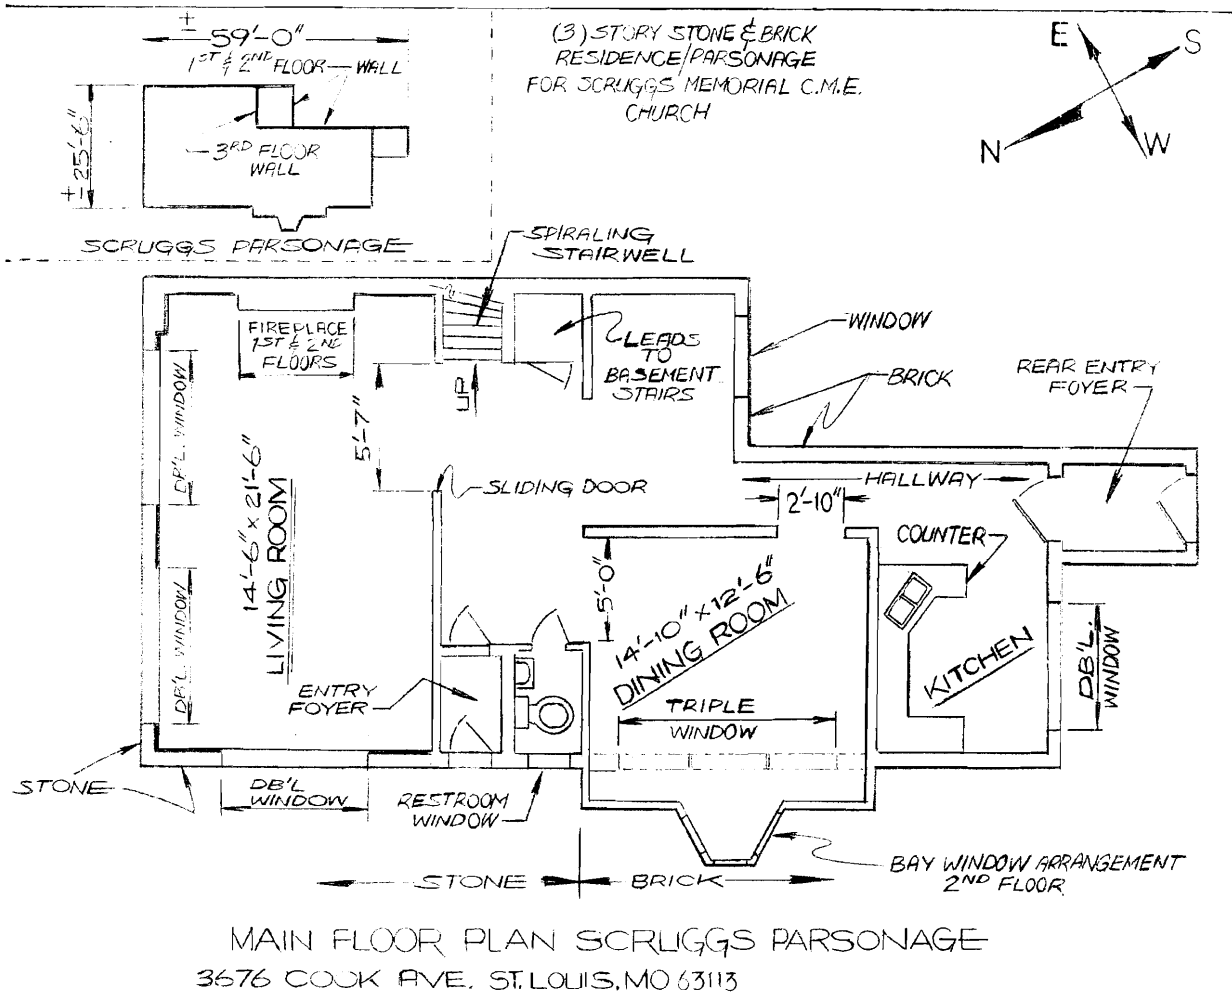 ± 59'-0"
1ST & 2ND FLOOR WALL
± 25'-6"
3RD FLOOR
WALL
SCRUGGS PARSONAGE
(3) STORY STONE & BRICK
RESIDENCE/PARSONAGE
FOR SCRUGGS MEMORIAL C.M.E.
CHURCH
E
S
N
W
SPIRALING
STAIRWELL
FIREPLACE
1ST & 2ND
FLOORS
LEADS
TO
BASEMENT
STAIRS
WINDOW
BRICK
REAR ENTRY
FOYER
DB'L. WINDOW
5'-7"
UP
SLIDING DOOR
HALLWAY
2'-10"
COUNTER
14'-6" x 21'-6"
LIVING ROOM
5'-0"
14'-10" x 12'-6"
DINING ROOM
KITCHEN
DB'L.
WINDOW
DB'L. WINDOW
ENTRY
FOYER
TRIPLE
WINDOW
STONE
DB'L
WINDOW
RESTROOM
WINDOW
BAY WINDOW ARRANGEMENT
2ND FLOOR
STONE
BRICK
MAIN FLOOR PLAN SCRUGGS PARSONAGE
3676 COOK AVE. ST. LOUIS, MO 63113